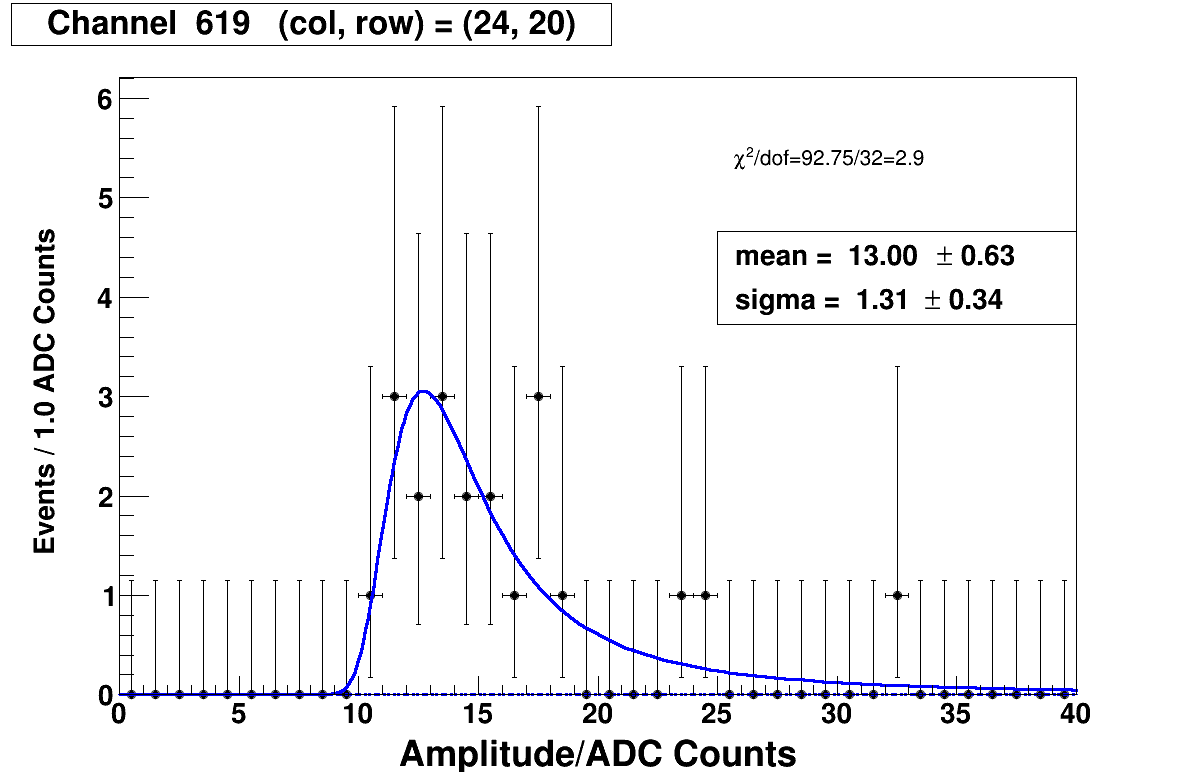 Channel 619 (col, row) = (24, 20)
χ²/dof=92.75/32=2.9
mean = 13.00 ± 0.63
sigma = 1.31 ± 0.34
Events / 1.0 ADC Counts
6
5
4
3
2
1
0
0 5 10 15 20 25 30 35 40
Amplitude/ADC Counts